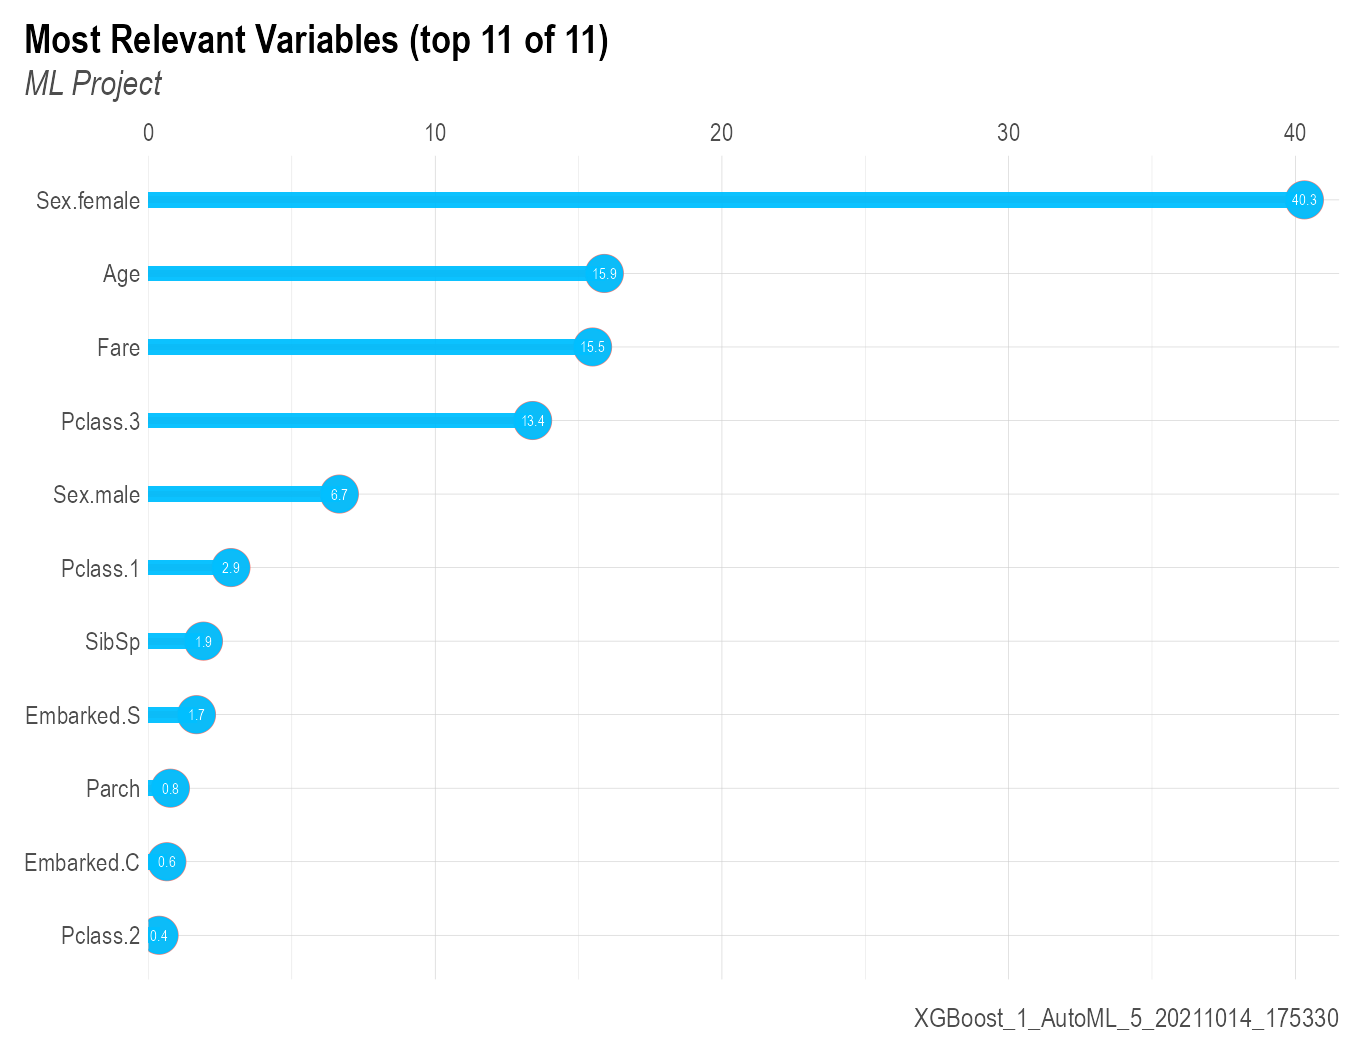 Most Relevant Variables (top 11 of 11)
ML Project
0 10 20 30 40
Sex.female 40.3
Age 15.9
Fare 15.5
Pclass.3 13.4
Sex.male 6.7
Pclass.1 2.9
SibSp 1.9
Embarked.S 1.7
Parch 0.8
Embarked.C 0.6
Pclass.2 0.4
XGBoost_1_AutoML_5_20211014_175330